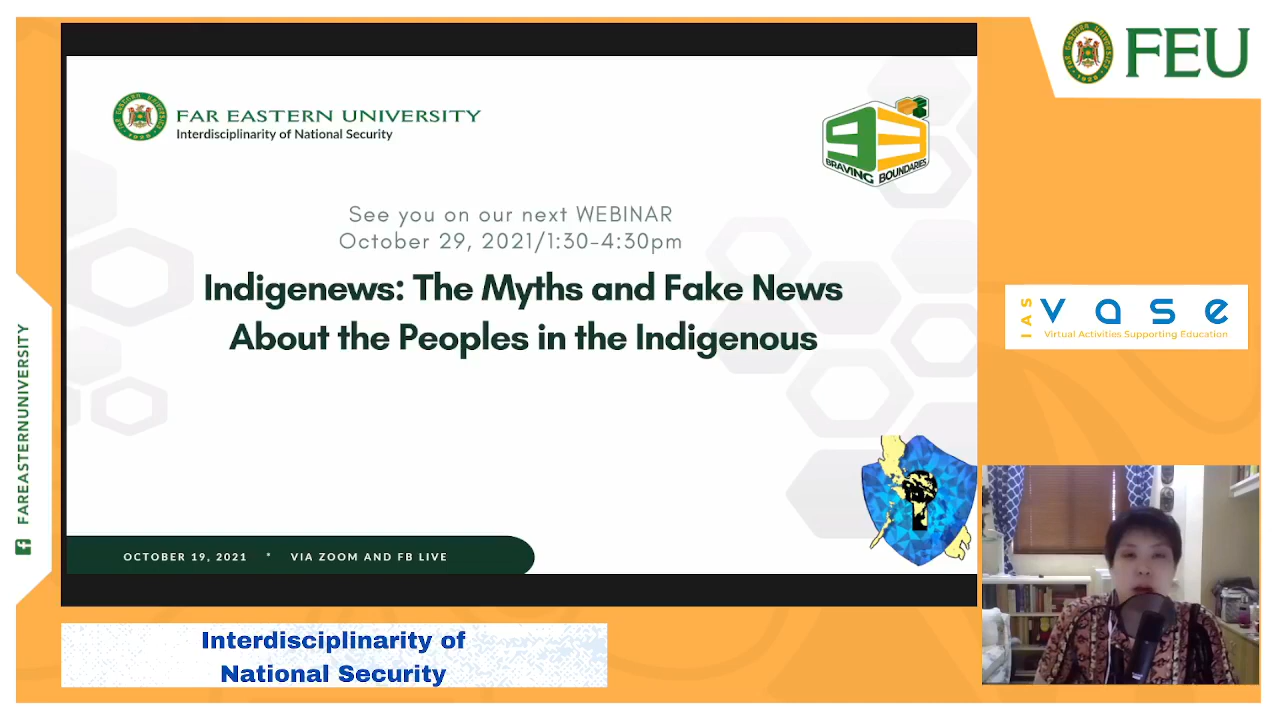 FAR EASTERN UNIVERSITY
Interdisciplinarity of National Security
BRAVING BOUNDARIES
See you on our next WEBINAR
October 29, 2021/1:30-4:30pm
Indigenews: The Myths and Fake News
About the Peoples in the Indigenous
OCTOBER 19, 2021 * VIA ZOOM AND FB LIVE
Interdisciplinarity of
National Security
FAREASTERNUNIVERSITY
FEU
IAS
vase
Virtual Activities Supporting Education